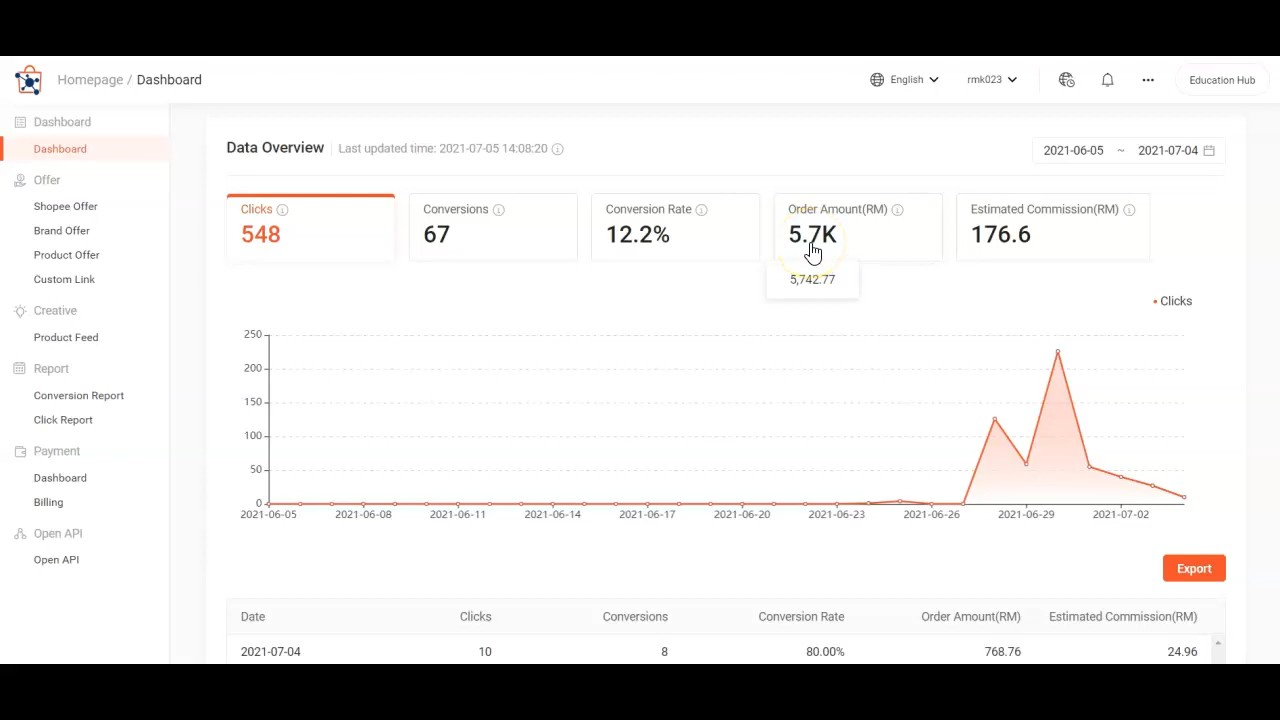 Homepage / Dashboard
English
rmk023
Education Hub
Dashboard
Dashboard
Offer
Shopee Offer
Brand Offer
Product Offer
Custom Link
Creative
Product Feed
Report
Conversion Report
Click Report
Payment
Dashboard
Billing
Open API
Open API
Data Overview
Last updated time: 2021-07-05 14:08:20
2021-06-05 ~ 2021-07-04
Clicks
548
Conversions
67
Conversion Rate
12.2%
Order Amount(RM)
5.7K
5,742.77
Estimated Commission(RM)
176.6
Clicks
250
200
150
100
50
0
2021-06-05 2021-06-08 2021-06-11 2021-06-14 2021-06-17 2021-06-20 2021-06-23 2021-06-26 2021-06-29 2021-07-02
Export
Date Clicks Conversions Conversion Rate Order Amount(RM) Estimated Commission(RM)
2021-07-04 10 8 80.00% 768.76 24.96